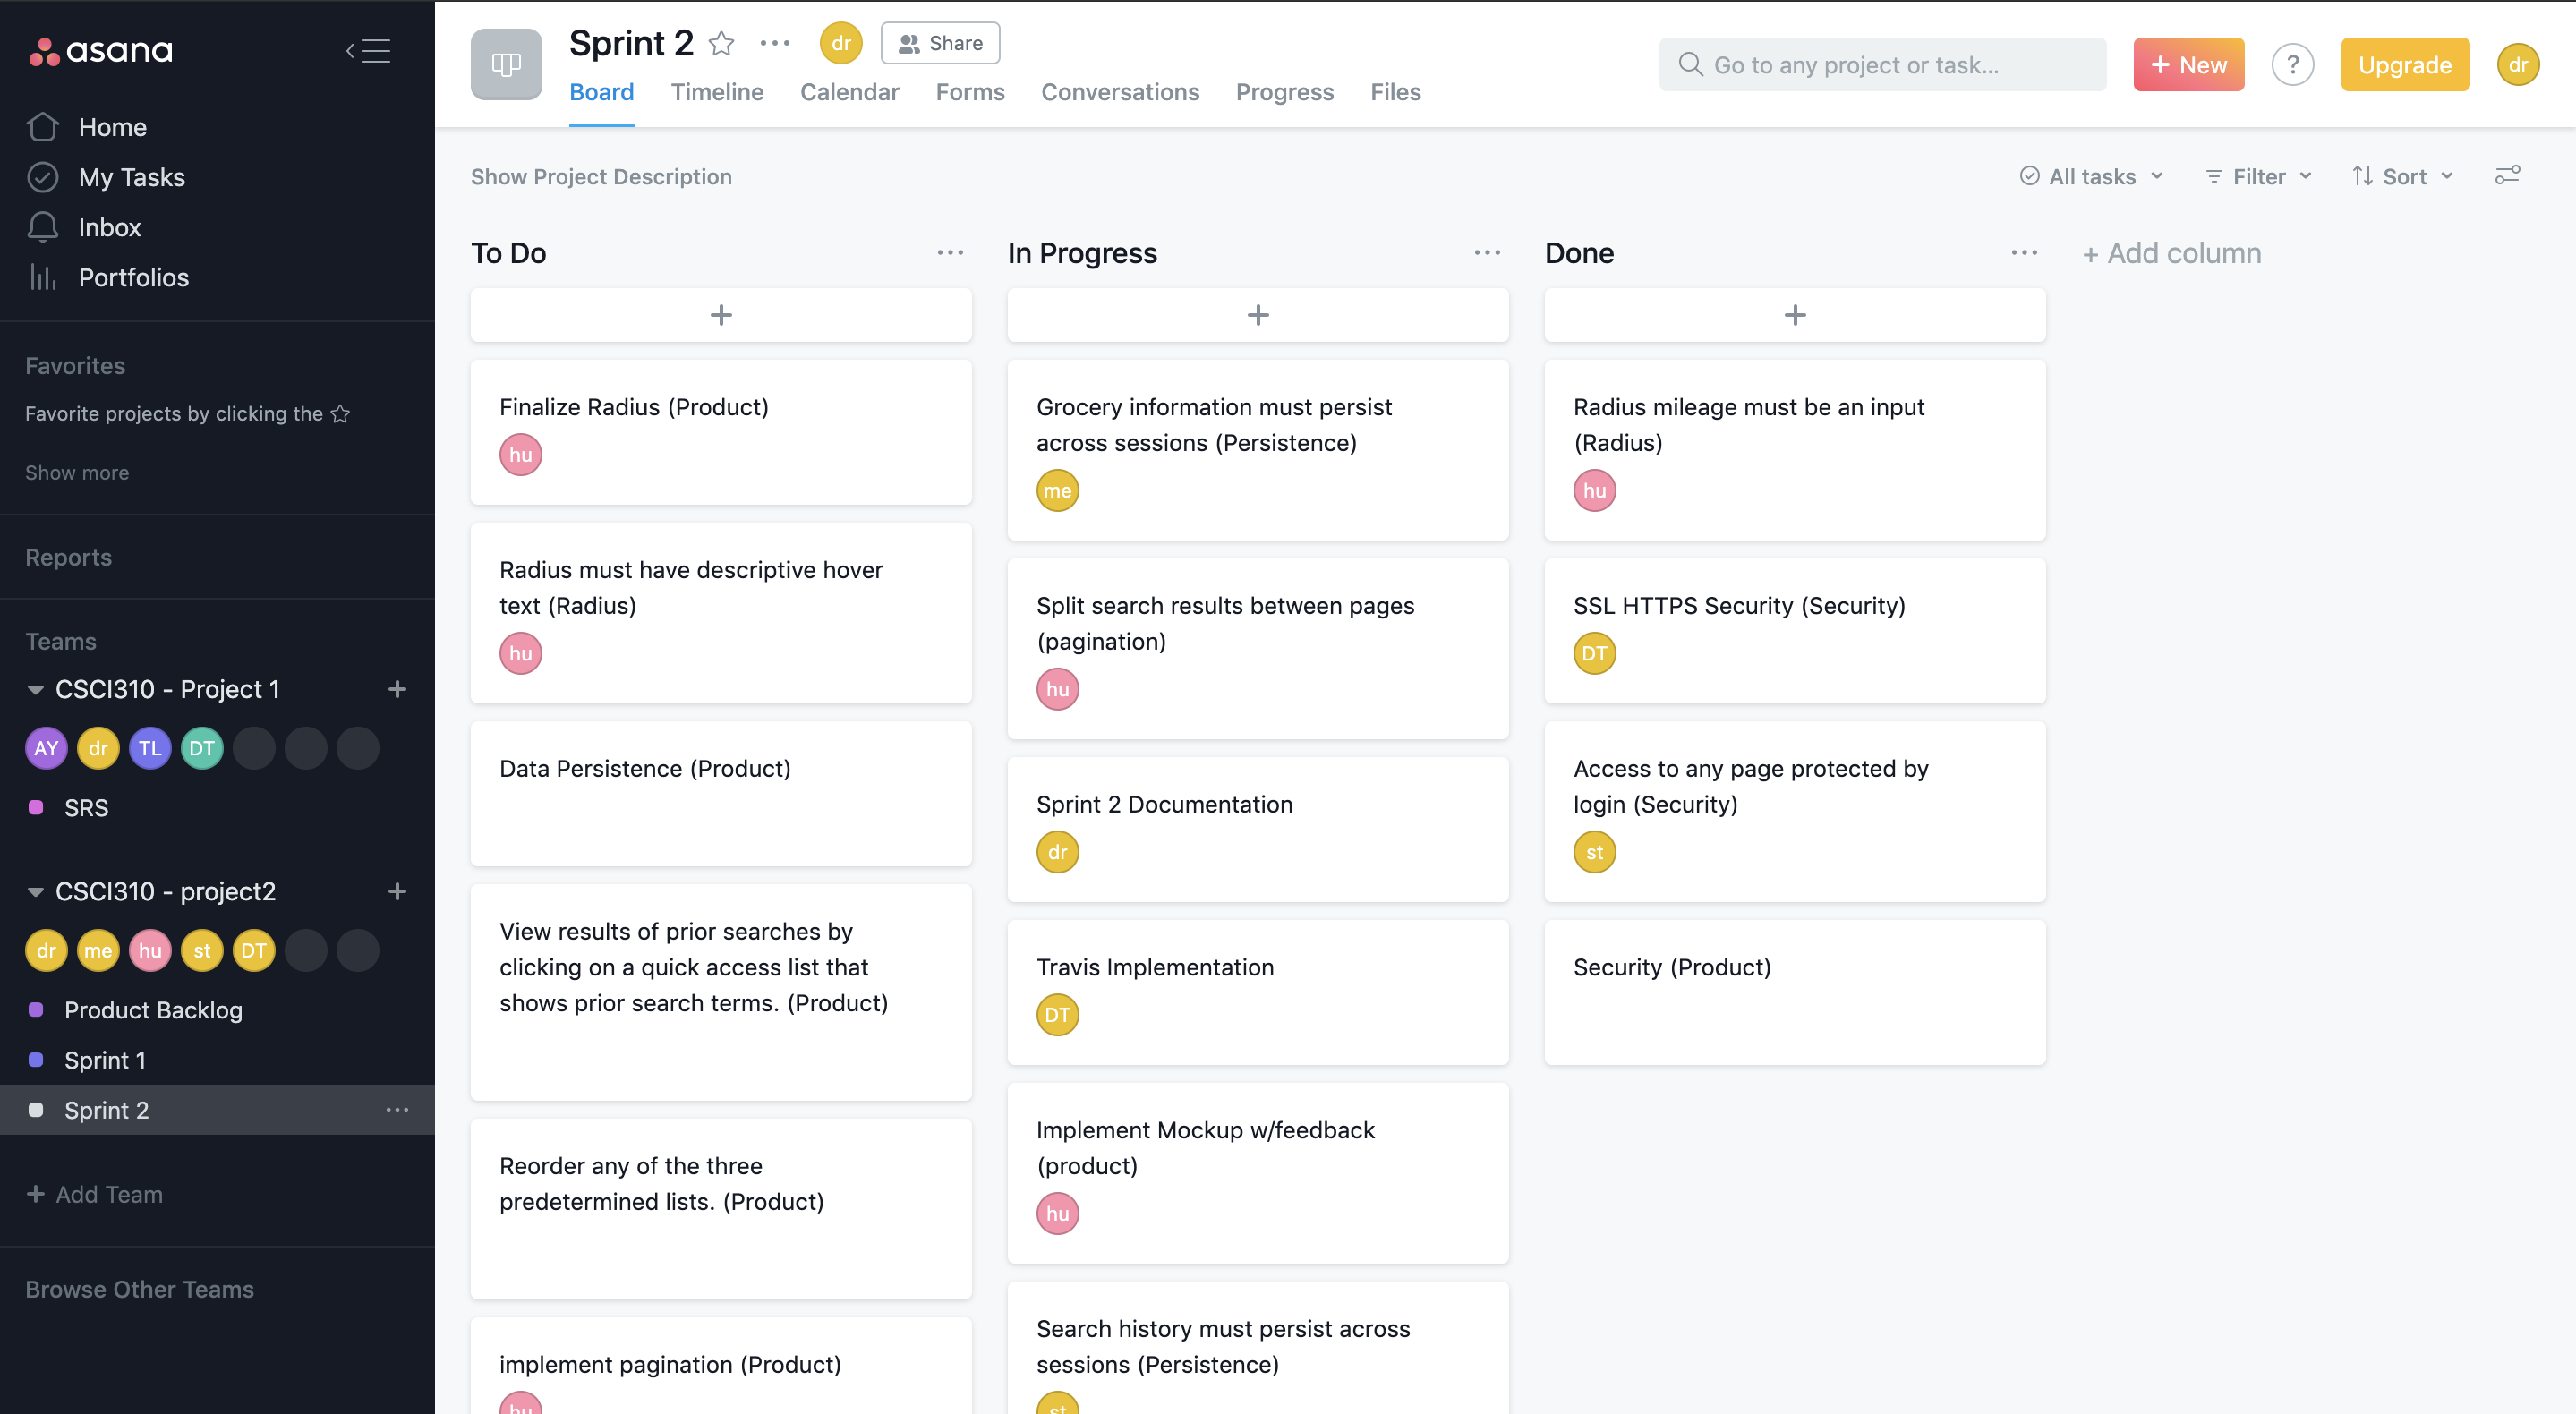 asana
Home
My Tasks
Inbox
Portfolios
Favorites
Favorite projects by clicking the
Show more
Reports
Teams
CSCI310 - Project 1
AY dr TL DT
SRS
CSCI310 - project2
dr me hu st DT
Product Backlog
Sprint 1
Sprint 2
+ Add Team
Browse Other Teams
Sprint 2
dr
Share
Board Timeline Calendar Forms Conversations Progress Files
Go to any project or task...
+ New
?
Upgrade
dr
Show Project Description
All tasks
Filter
Sort
To Do
+
Finalize Radius (Product)
hu
Radius must have descriptive hover
text (Radius)
hu
Data Persistence (Product)
View results of prior searches by
clicking on a quick access list that
shows prior search terms. (Product)
Reorder any of the three
predetermined lists. (Product)
implement pagination (Product)
hu
In Progress
+
Grocery information must persist
across sessions (Persistence)
me
Split search results between pages
(pagination)
hu
Sprint 2 Documentation
dr
Travis Implementation
DT
Implement Mockup w/feedback
(product)
hu
Search history must persist across
sessions (Persistence)
st
Done
+
Radius mileage must be an input
(Radius)
hu
SSL HTTPS Security (Security)
DT
Access to any page protected by
login (Security)
st
Security (Product)
+ Add column